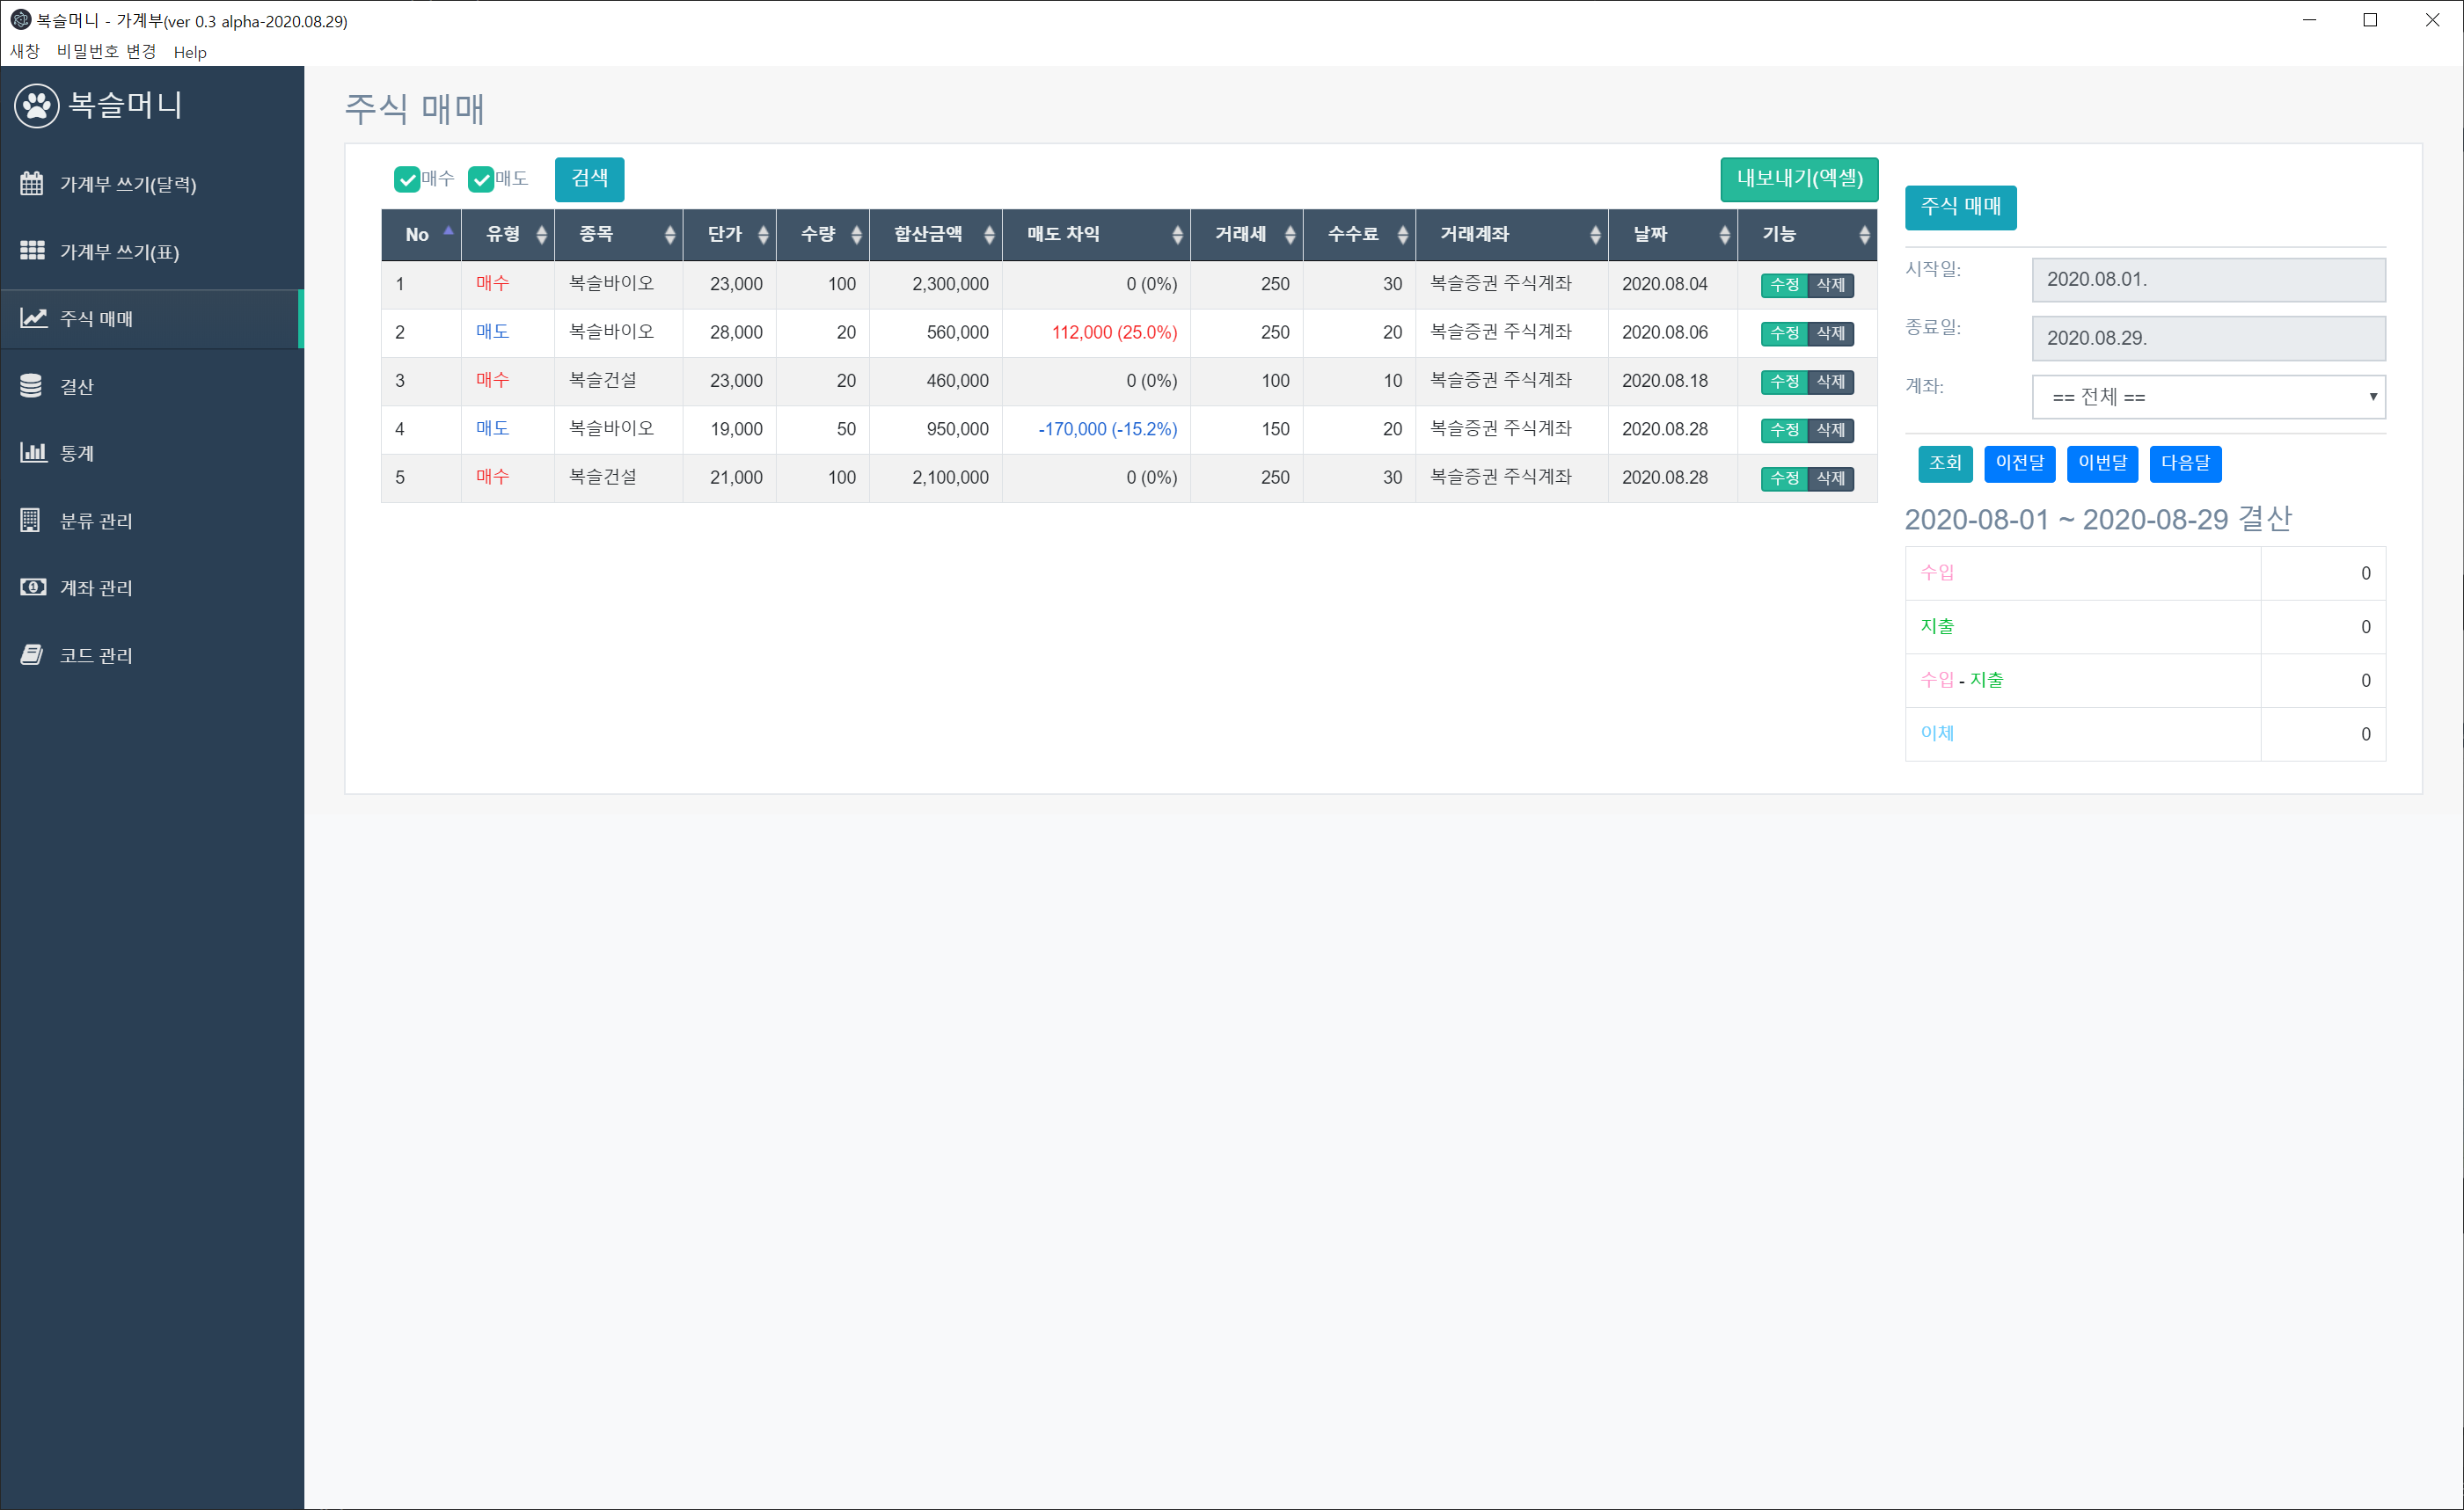 복슬머니 - 가계부(ver 0.3 alpha-2020.08.29)
새창 비밀번호 변경 Help
복슬머니
가계부 쓰기(달력)
가계부 쓰기(표)
주식 매매
결산
통계
분류 관리
계좌 관리
코드 관리
주식 매매
매수 매도 검색 내보내기(엑셀)
No 유형 종목 단가 수량 합산금액 매도 차익 거래세 수수료 거래계좌 날짜 기능
1 매수 복슬바이오 23,000 100 2,300,000 0 (0%) 250 30 복슬증권 주식계좌 2020.08.04 수정 삭제
2 매도 복슬바이오 28,000 20 560,000 112,000 (25.0%) 250 20 복슬증권 주식계좌 2020.08.06 수정 삭제
3 매수 복슬건설 23,000 20 460,000 0 (0%) 100 10 복슬증권 주식계좌 2020.08.18 수정 삭제
4 매도 복슬바이오 19,000 50 950,000 -170,000 (-15.2%) 150 20 복슬증권 주식계좌 2020.08.28 수정 삭제
5 매수 복슬건설 21,000 100 2,100,000 0 (0%) 250 30 복슬증권 주식계좌 2020.08.28 수정 삭제
주식 매매
시작일: 2020.08.01.
종료일: 2020.08.29.
계좌: == 전체 ==
조회 이전달 이번달 다음달
2020-08-01 ~ 2020-08-29 결산
수입 0
지출 0
수입 - 지출 0
이체 0